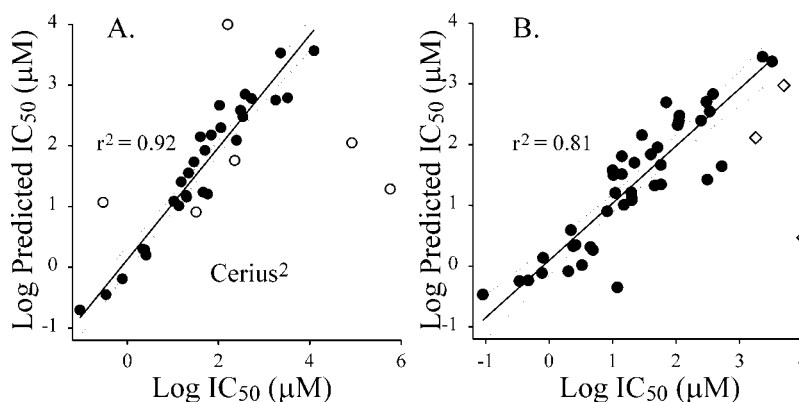 A.
4
3
2
1
0
-1
Log Predicted IC50 (μM)
r² = 0.92
Cerius²
0
2
4
6
Log IC50 (μM)
B.
4
3
2
1
0
-1
Log Predicted IC50 (μM)
r² = 0.81
-1
0
1
2
3
Log IC50 (μM)